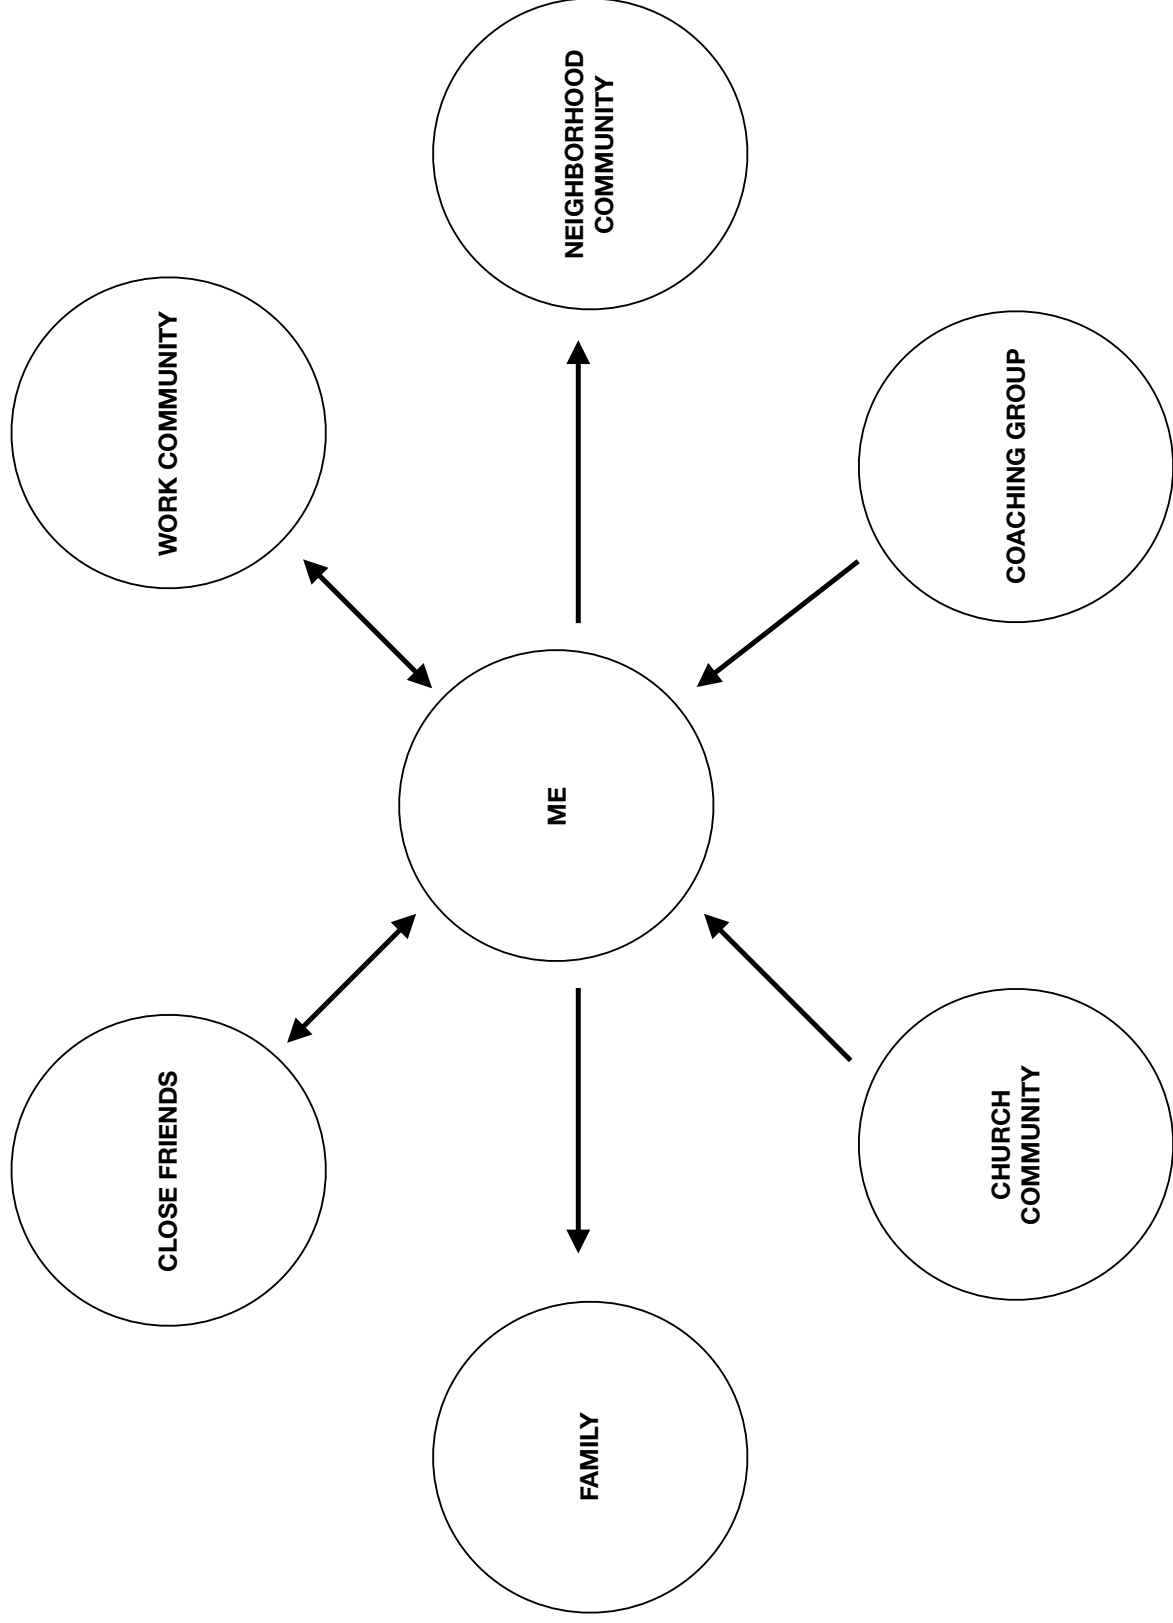 CLOSE FRIENDS
WORK COMMUNITY
FAMILY
ME
NEIGHBORHOOD
COMMUNITY
CHURCH
COMMUNITY
COACHING GROUP